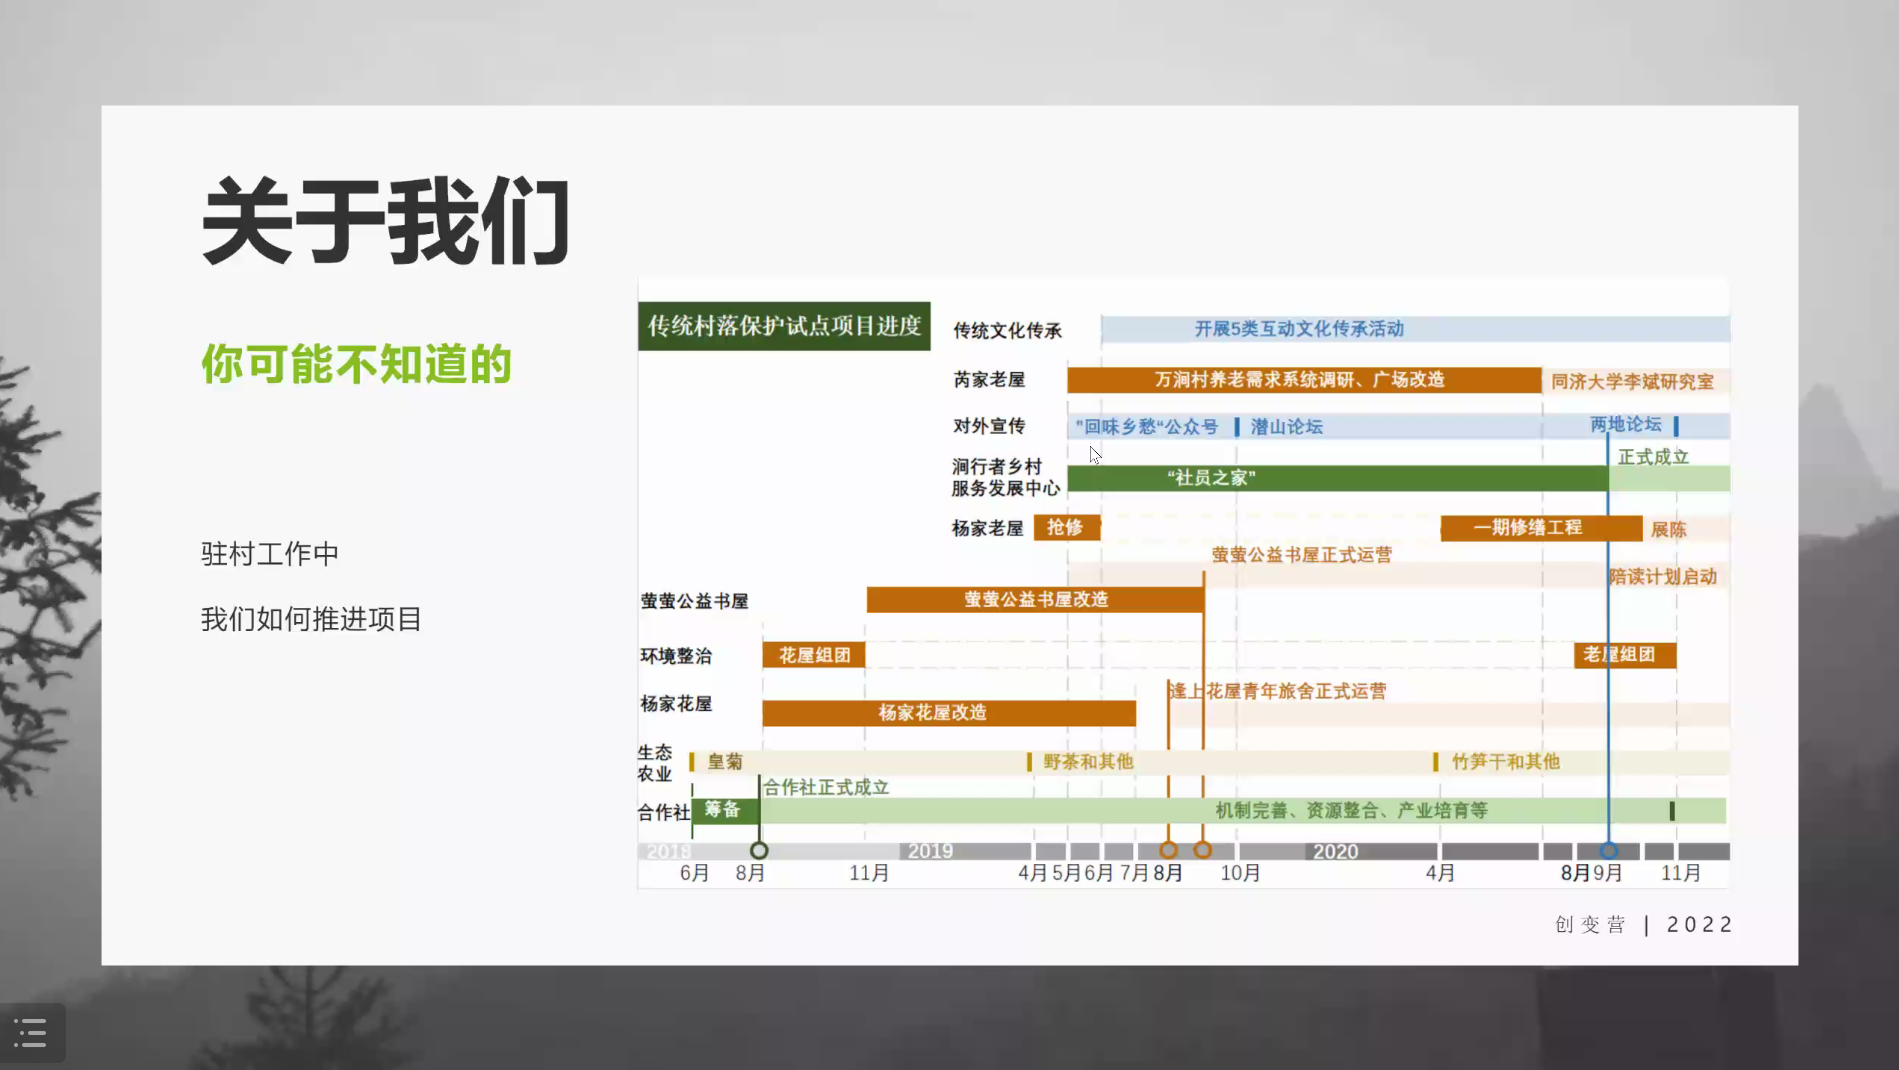 关于我们
你可能不知道的
驻村工作中
我们如何推进项目
传统村落保护试点项目进度
传统文化传承 开展5类互动文化传承活动
芮家老屋 万涧村养老需求系统调研、广场改造 同济大学李斌研究室
对外宣传 "回味乡愁“公众号 潜山论坛 两地论坛
正式成立
涧行者乡村
服务发展中心 “社员之家”
杨家老屋 抢修 一期修缮工程 展陈
萤萤公益书屋正式运营
陪读计划启动
萤萤公益书屋 萤萤公益书屋改造
环境整治 花屋组团 老屋组团
逢上花屋青年旅舍正式运营
杨家花屋 杨家花屋改造
生态
农业 皇菊 野茶和其他 竹笋干和其他
合作社正式成立
合作社 筹备 机制完善、资源整合、产业培育等
2018 2019 2020
6月 8月 11月 4月 5月 6月 7月 8月 10月 4月 8月 9月 11月
创变营 | 2022